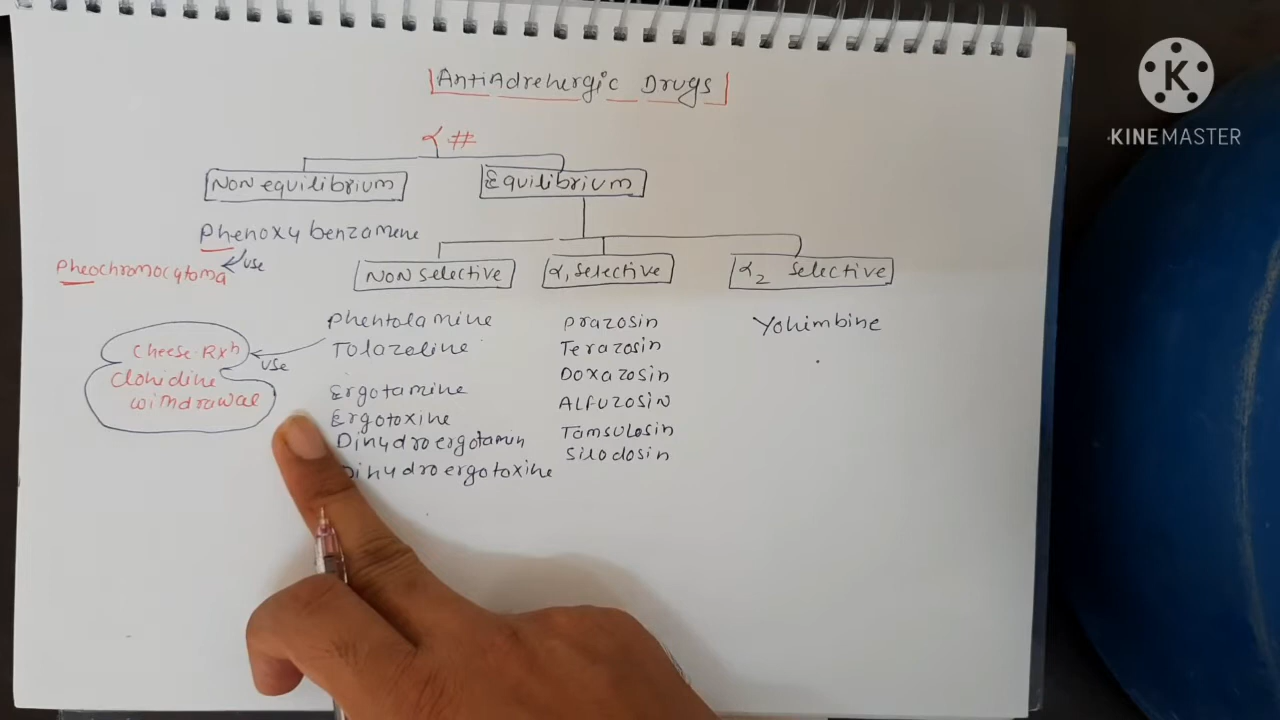 AntiAdrenergic Drugs
α #
Non equilibrium
Equilibrium
Phenoxy benzamene
use
Pheochromocytoma
Non selective
α1 selective
α2 selective
Phentolamine
Tolazoline
Ergotamine
Ergotoxine
Dihydroergotamin
Dihydroergotoxine
Prazosin
Terazosin
Doxazosin
ALfuzosiN
Tamsulosin
Silodosin
Yohimbine
cheese Rxn
use
Clonidine
withdrawal
K
KINEMASTER